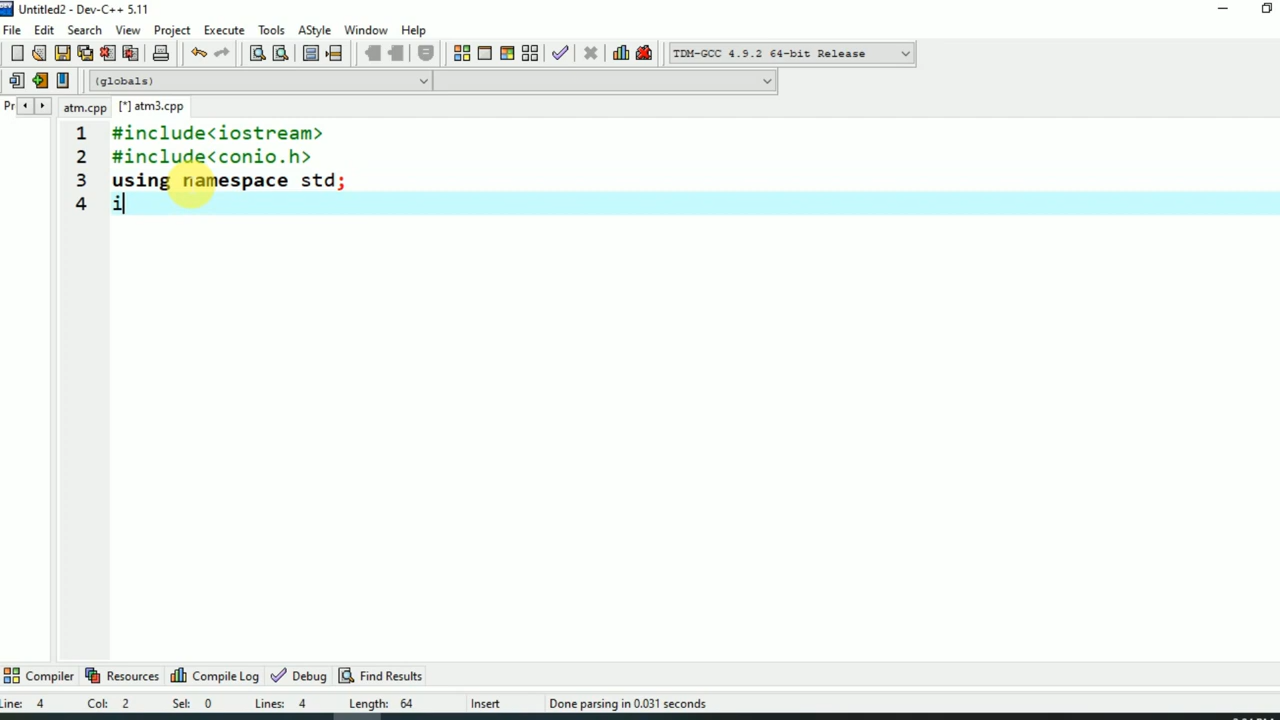 Untitled2 - Dev-C++ 5.11
File Edit Search View Project Execute Tools AStyle Window Help
TDM-GCC 4.9.2 64-bit Release
(globals)
Pr atm.cpp [*] atm3.cpp
1 #include<iostream>
2 #include<conio.h>
3 using namespace std;
4 i
Compiler Resources Compile Log Debug Find Results
Line: 4 Col: 2 Sel: 0 Lines: 4 Length: 64 Insert Done parsing in 0.031 seconds